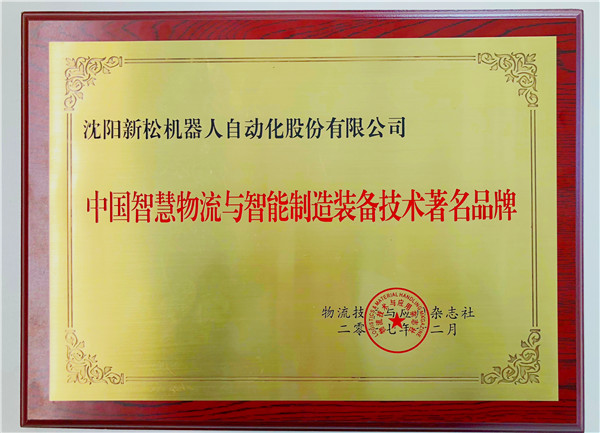 沈阳新松机器人自动化股份有限公司
中国智慧物流与智能制造装备技术著名品牌
物流技 与应 杂志社
二零 七年 二月